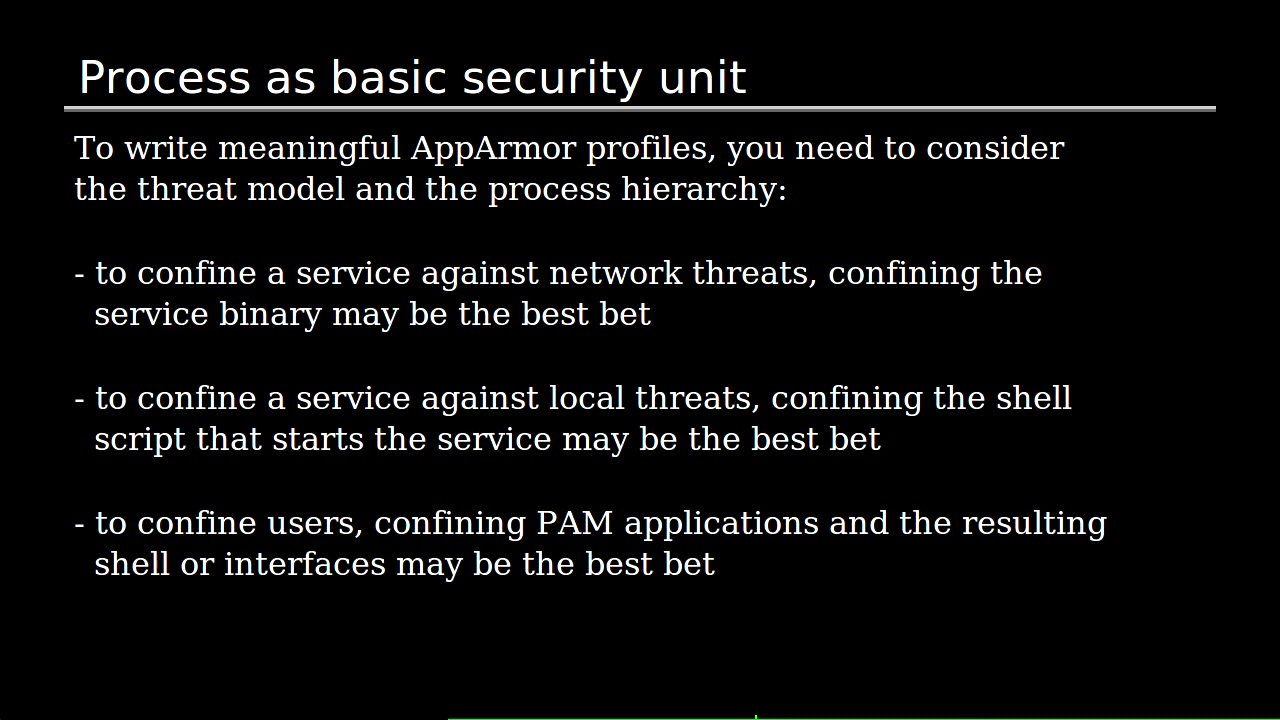 Process as basic security unit
To write meaningful AppArmor profiles, you need to consider
the threat model and the process hierarchy:
- to confine a service against network threats, confining the
service binary may be the best bet
- to confine a service against local threats, confining the shell
script that starts the service may be the best bet
- to confine users, confining PAM applications and the resulting
shell or interfaces may be the best bet